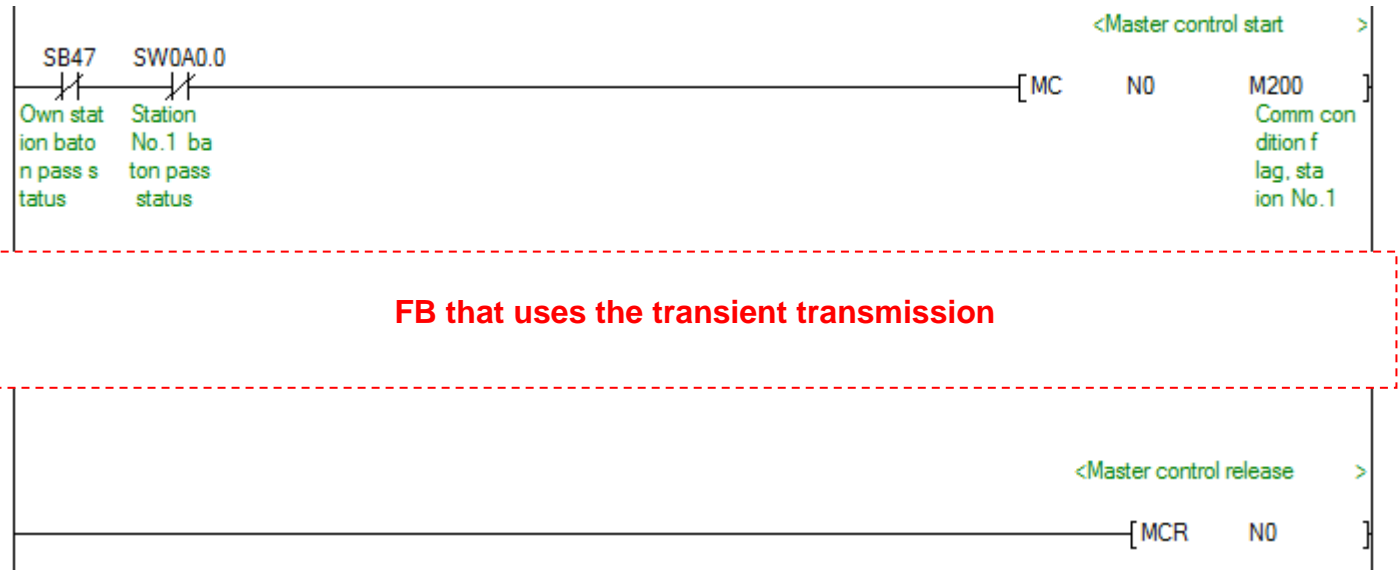 <Master control start >
SB47 SW0A0.0
[ MC N0 M200 ]
Own stat Station Comm con
ion bato No.1 ba dition f
n pass s ton pass lag, sta
tatus status ion No.1
FB that uses the transient transmission
<Master control release >
[ MCR N0 ]